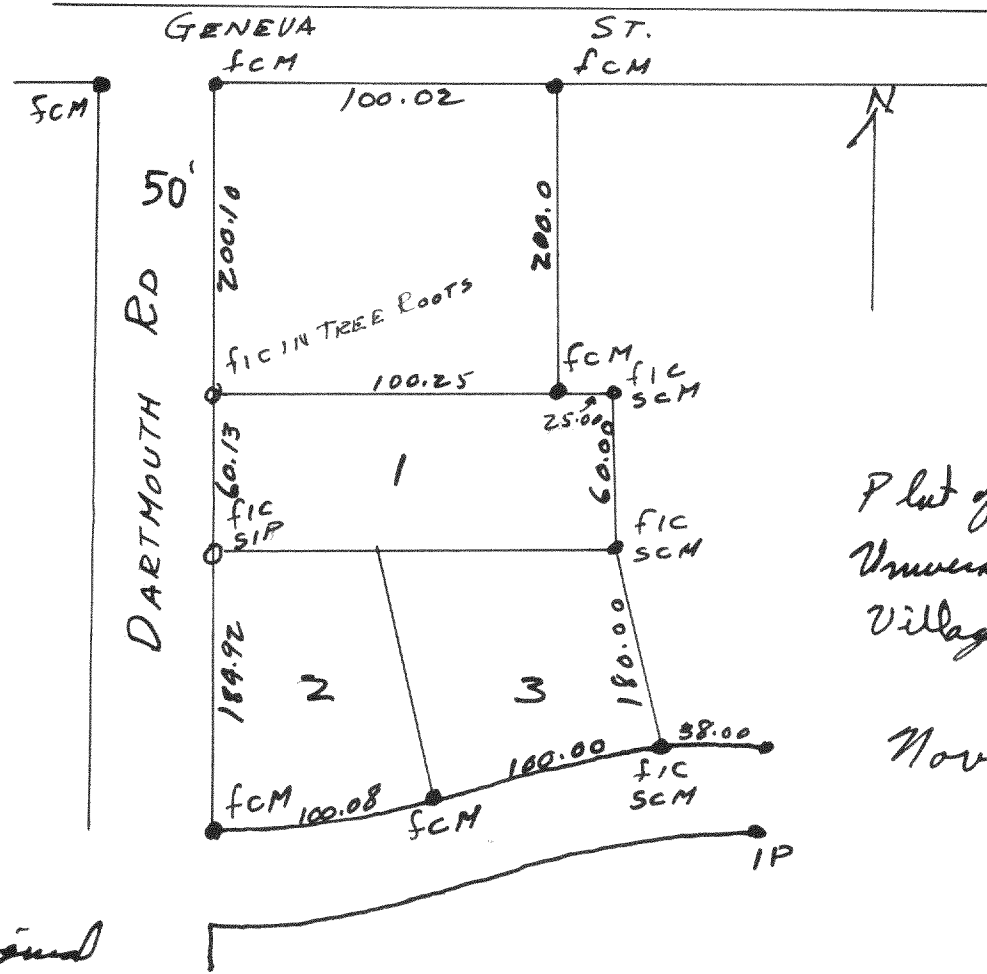 GENEVA ST.
fCM fCM fCM
100.02
N
50'
200.10
200.0
DARTMOUTH RD
fIC IN TREE ROOTS
100.25
fCM
fIC
SCM
25.00
60.13
1
60.00
fIC
SIP
fIC
SCM
Plat of
Village
184.92
2
3
180.00
Nov
fCM
100.08
fCM
100.00
fIC
SCM
38.00
IP